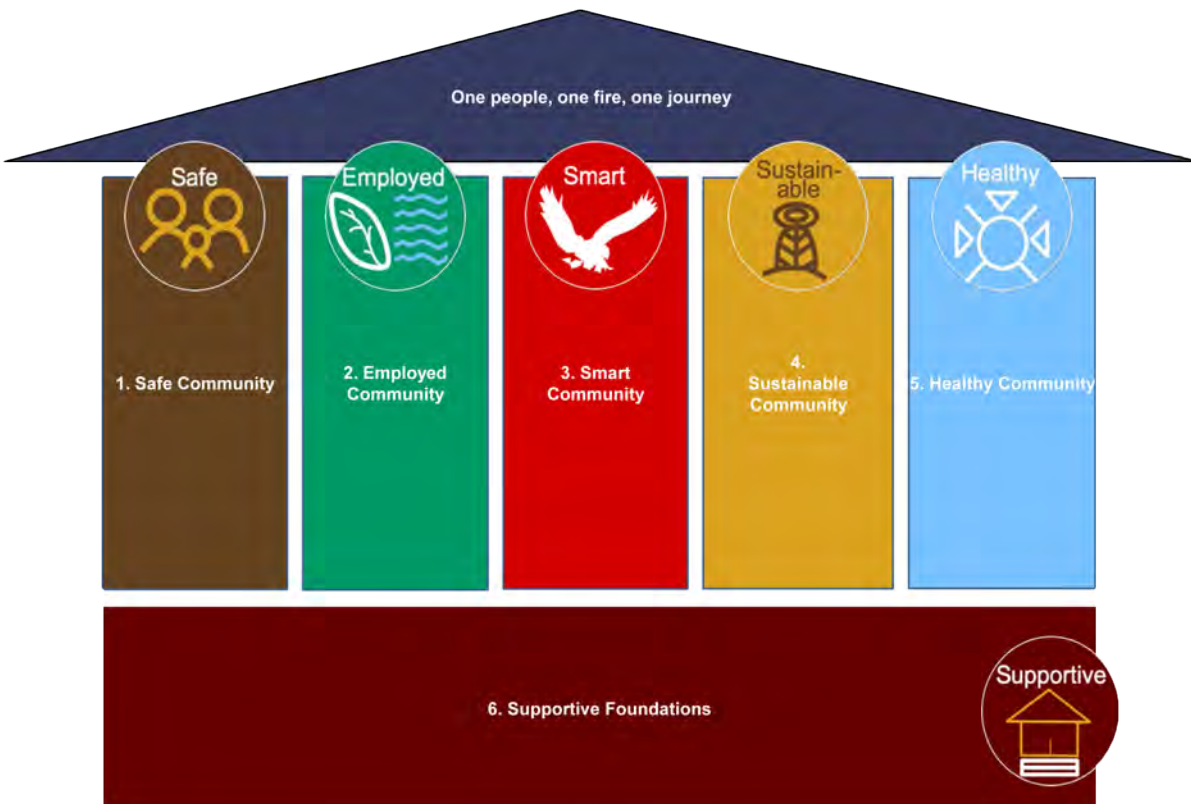 One people, one fire, one journey
Safe
Employed
Smart
Sustain-
able
Healthy
1. Safe Community
2. Employed
Community
3. Smart
Community
4.
Sustainable
Community
5. Healthy Community
6. Supportive Foundations
Supportive